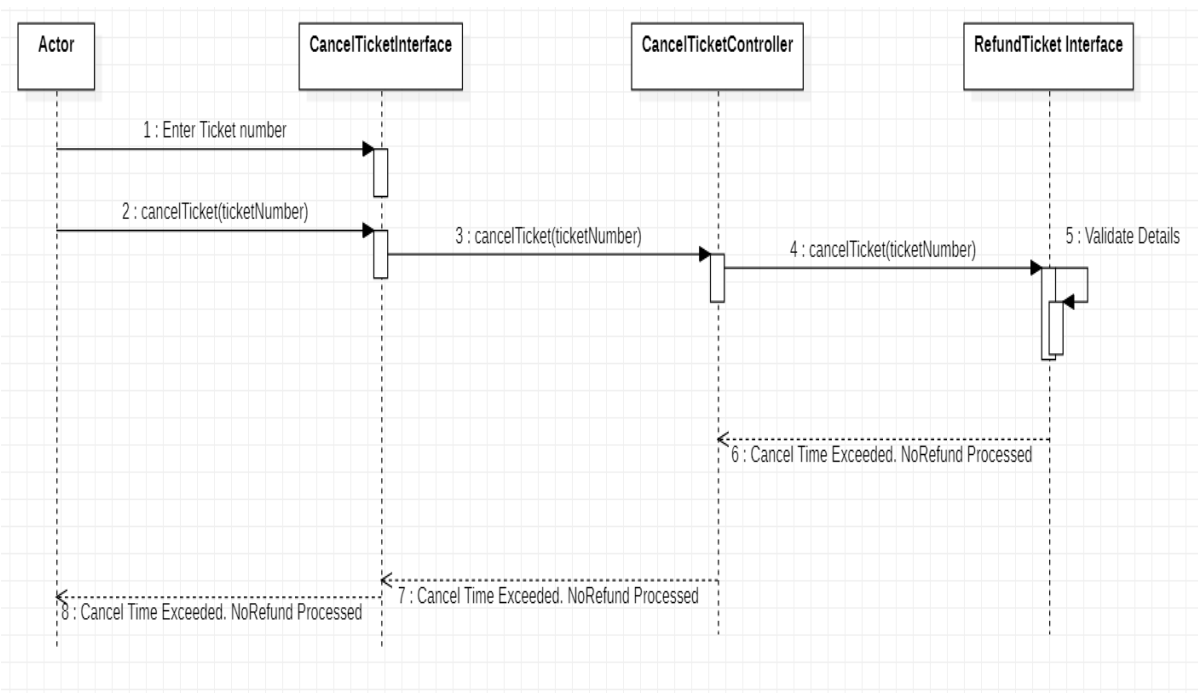 Actor
CancelTicketInterface
CancelTicketController
RefundTicket Interface
1 : Enter Ticket number
2 : cancelTicket(ticketNumber)
3 : cancelTicket(ticketNumber)
4 : cancelTicket(ticketNumber)
5 : Validate Details
6 : Cancel Time Exceeded. NoRefund Processed
7 : Cancel Time Exceeded. NoRefund Processed
8 : Cancel Time Exceeded. NoRefund Processed